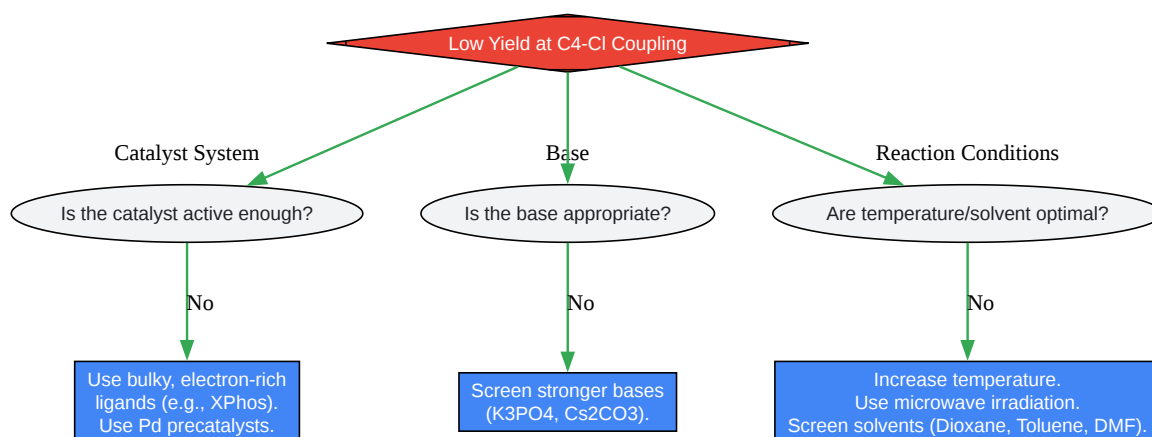 Low Yield at C4-Cl Coupling
Catalyst System
Base
Reaction Conditions
Is the catalyst active enough?
Is the base appropriate?
Are temperature/solvent optimal?
No
No
No
Use bulky, electron-rich
ligands (e.g., XPhos).
Use Pd precatalysts.
Screen stronger bases
(K3PO4, Cs2CO3).
Increase temperature.
Use microwave irradiation.
Screen solvents (Dioxane, Toluene, DMF).